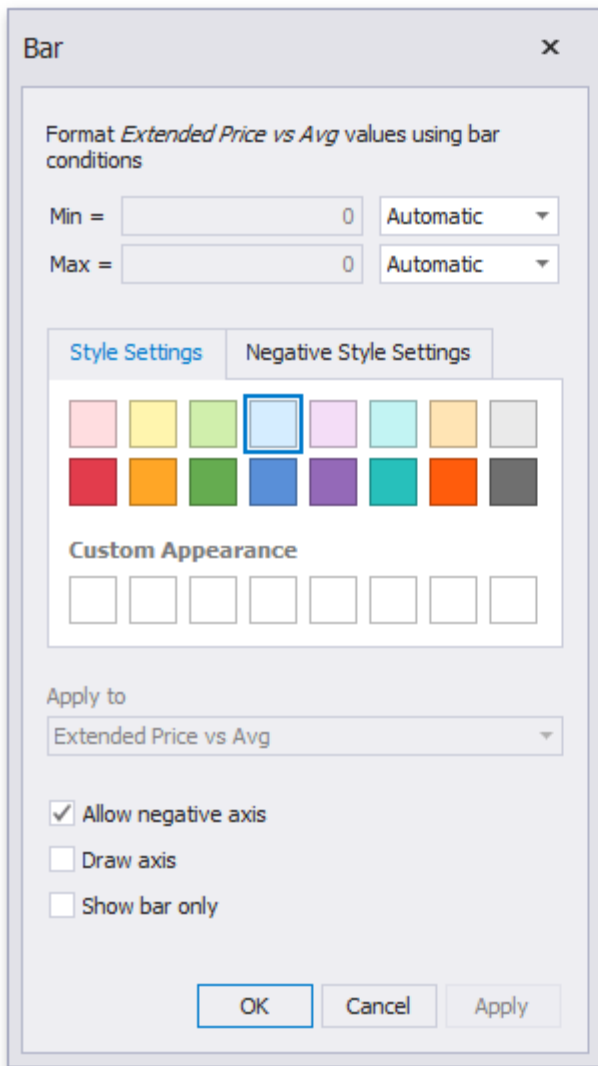 Bar
Format Extended Price vs Avg values using bar
conditions
Min = 0 Automatic
Max = 0 Automatic
Style Settings Negative Style Settings
Custom Appearance
Apply to
Extended Price vs Avg
Allow negative axis
Draw axis
Show bar only
OK Cancel Apply